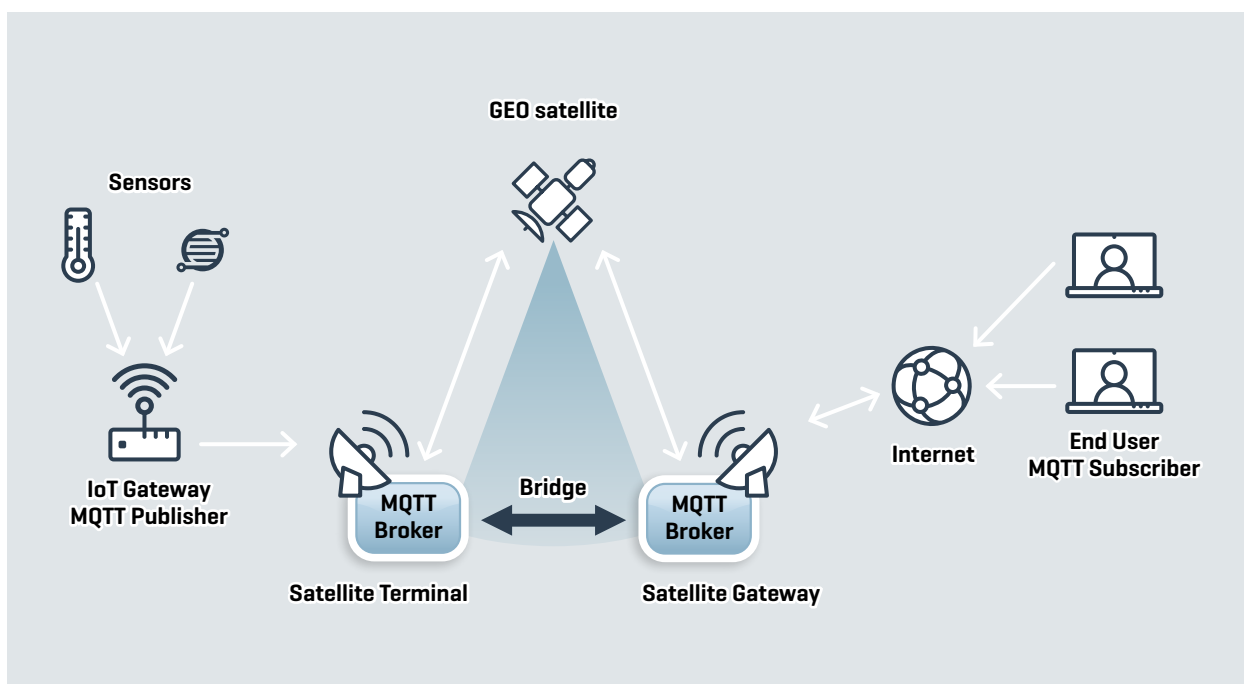 GEO satellite
Sensors
IoT Gateway
MQTT Publisher
MQTT
Broker
Satellite Terminal
Bridge
MQTT
Broker
Satellite Gateway
Internet
End User
MQTT Subscriber